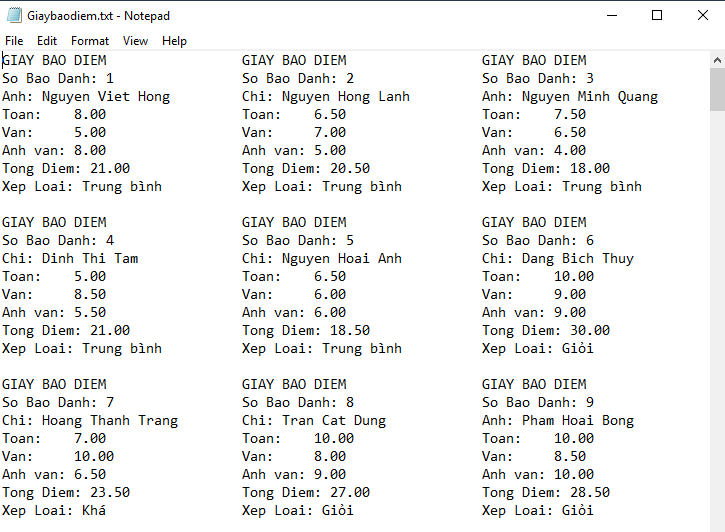 Giaybaodiem.txt - Notepad
File Edit Format View Help
GIAY BAO DIEM GIAY BAO DIEM GIAY BAO DIEM
So Bao Danh: 1 So Bao Danh: 2 So Bao Danh: 3
Anh: Nguyen Viet Hong Chi: Nguyen Hong Lanh Anh: Nguyen Minh Quang
Toan: 8.00 Toan: 6.50 Toan: 7.50
Van: 5.00 Van: 7.00 Van: 6.50
Anh van: 8.00 Anh van: 5.00 Anh van: 4.00
Tong Diem: 21.00 Tong Diem: 20.50 Tong Diem: 18.00
Xep Loai: Trung bình Xep Loai: Trung bình Xep Loai: Trung bình
GIAY BAO DIEM GIAY BAO DIEM GIAY BAO DIEM
So Bao Danh: 4 So Bao Danh: 5 So Bao Danh: 6
Chi: Dinh Thi Tam Chi: Nguyen Hoai Anh Chi: Dang Bich Thuy
Toan: 5.00 Toan: 6.50 Toan: 10.00
Van: 8.50 Van: 6.00 Van: 9.00
Anh van: 5.50 Anh van: 6.00 Anh van: 9.00
Tong Diem: 21.00 Tong Diem: 18.50 Tong Diem: 30.00
Xep Loai: Trung bình Xep Loai: Trung bình Xep Loai: Giỏi
GIAY BAO DIEM GIAY BAO DIEM GIAY BAO DIEM
So Bao Danh: 7 So Bao Danh: 8 So Bao Danh: 9
Chi: Hoang Thanh Trang Chi: Tran Cat Dung Anh: Pham Hoai Bong
Toan: 7.00 Toan: 10.00 Toan: 10.00
Van: 10.00 Van: 8.00 Van: 8.50
Anh van: 6.50 Anh van: 9.00 Anh van: 10.00
Tong Diem: 23.50 Tong Diem: 27.00 Tong Diem: 28.50
Xep Loai: Khá Xep Loai: Giỏi Xep Loai: Giỏi